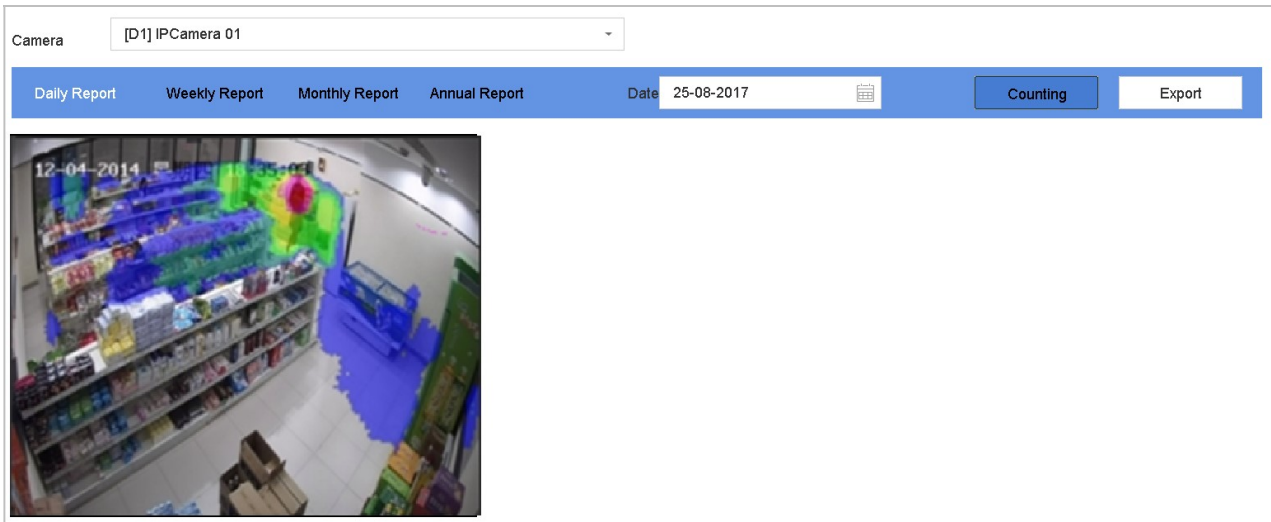 Camera
[D1] IPCamera 01
Daily Report
Weekly Report
Monthly Report
Annual Report
Date
25-08-2017
Counting
Export
12-04-2014